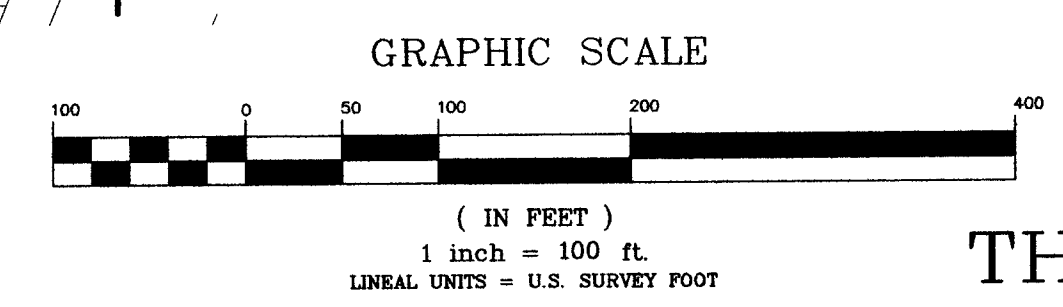 GRAPHIC SCALE
100 0 50 100 200 400
( IN FEET )
1 inch = 100 ft.
LINEAL UNITS = U.S. SURVEY FOOT
TH